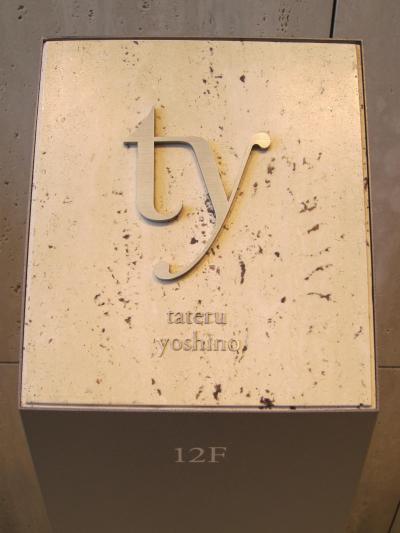 ty
tateru
yoshino
12F